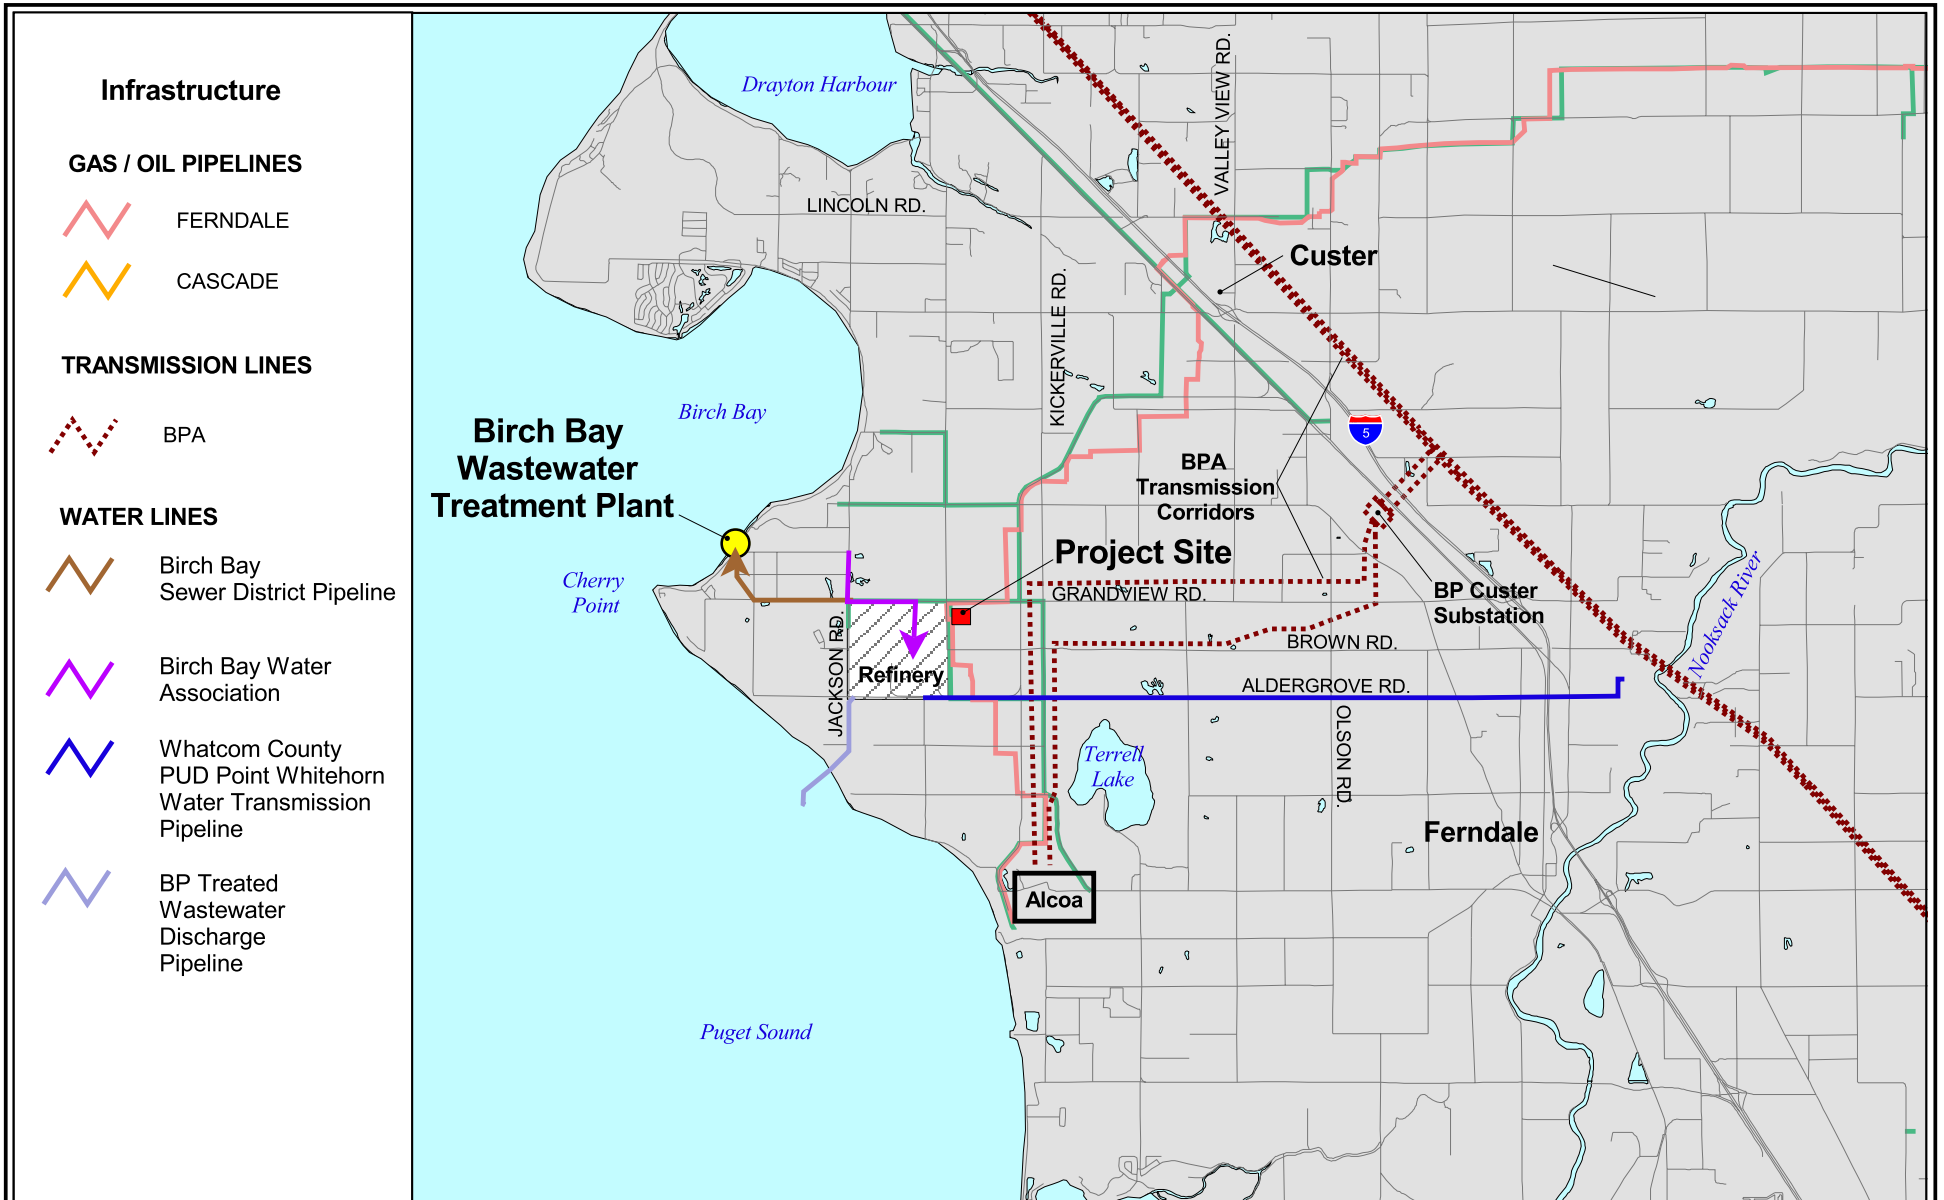 Infrastructure
GAS / OIL PIPELINES
FERNDALE
CASCADE
TRANSMISSION LINES
BPA
WATER LINES
Birch Bay
Sewer District Pipeline
Birch Bay Water
Association
Whatcom County
PUD Point Whitehorn
Water Transmission
Pipeline
BP Treated
Wastewater
Discharge
Pipeline
Drayton Harbour
VALLEY VIEW RD.
LINCOLN RD.
Custer
KICKERVILLE RD.
Birch Bay
Birch Bay
Wastewater
Treatment Plant
5
BPA
Transmission
Corridors
Project Site
Cherry
Point
GRANDVIEW RD.
BP Custer
Substation
Nooksack River
BROWN RD.
JACKSON RD.
Refinery
ALDERGROVE RD.
OLSON RD.
Terrell
Lake
Ferndale
Alcoa
Puget Sound